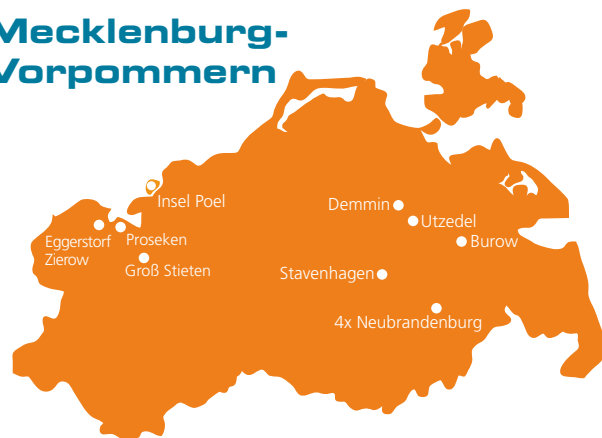 Mecklenburg-
Vorpommern
Insel Poel
Demmin
Utzedel
Eggerstorf
Zierow
Proseken
Burow
Groß Stieten
Stavenhagen
4x Neubrandenburg